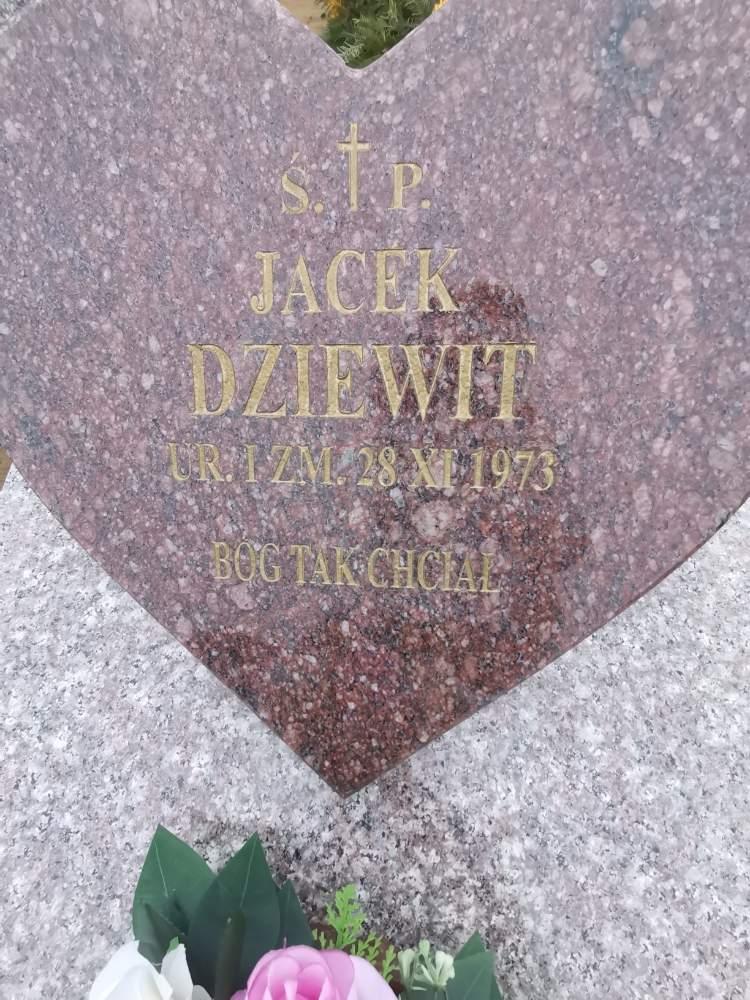 Ś. † P.
JACEK
DZIEWIT
UR. I ZM. 28 XI 1973
BÓG TAK CHCIAŁ